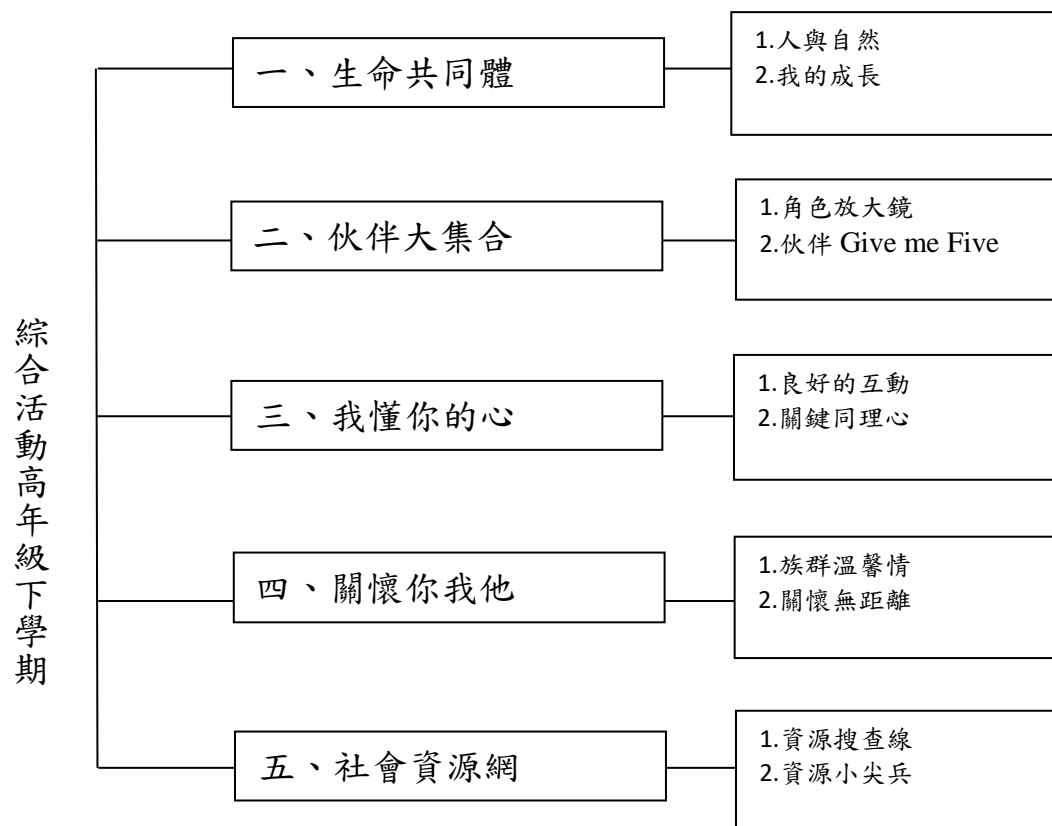 綜合活動高年級下學期
一、生命共同體
1.人與自然
2.我的成長
二、伙伴大集合
1.角色放大鏡
2.伙伴 Give me Five
三、我懂你的心
1.良好的互動
2.關鍵同理心
四、關懷你我他
1.族群溫馨情
2.關懷無距離
五、社會資源網
1.資源搜查線
2.資源小尖兵